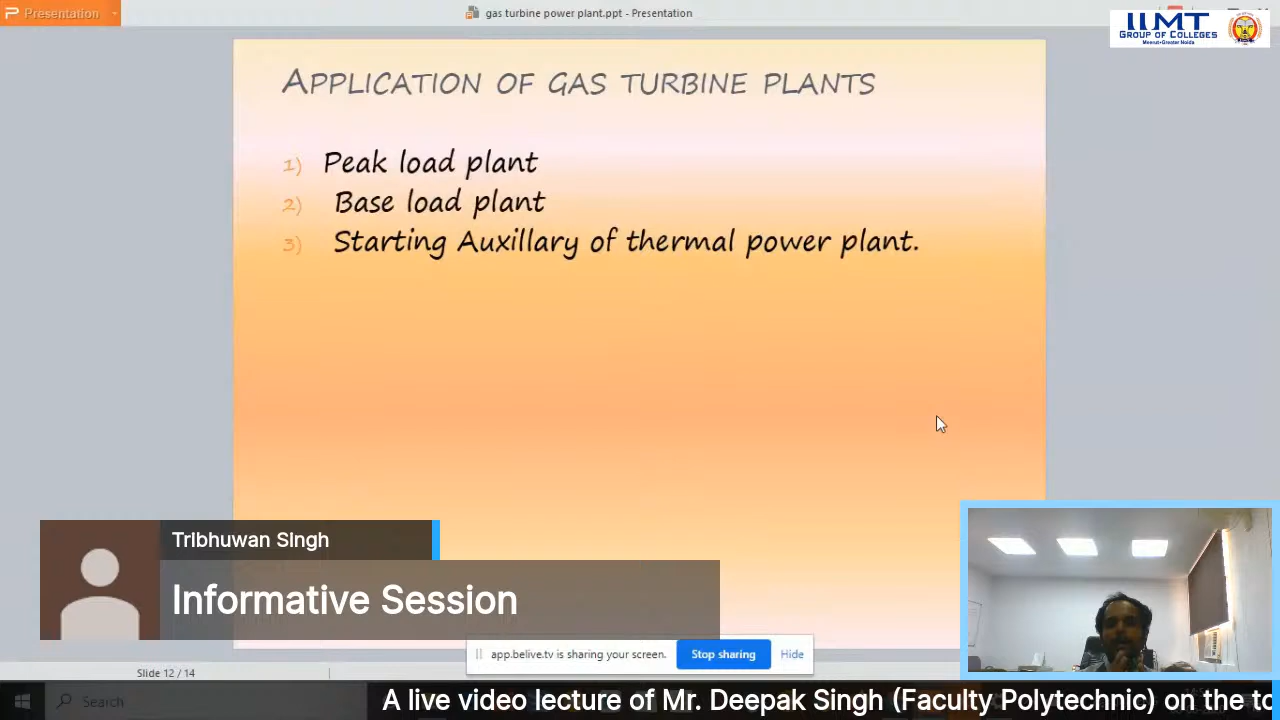 Presentation
gas turbine power plant.ppt - Presentation
IIMT
GROUP OF COLLEGES
Meerut•Greater Noida
APPLICATION OF GAS TURBINE PLANTS
1) Peak load plant
2) Base load plant
3) Starting Auxillary of thermal power plant.
Tribhuwan Singh
Informative Session
app.belive.tv is sharing your screen.
Stop sharing
Hide
Slide 12 / 14
Search
A live video lecture of Mr. Deepak Singh (Faculty Polytechnic) on the to